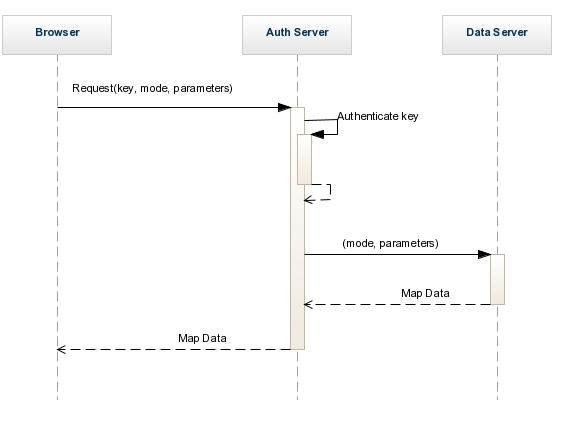 Browser
Auth Server
Data Server
Request(key, mode, parameters)
Authenticate key
(mode, parameters)
Map Data
Map Data